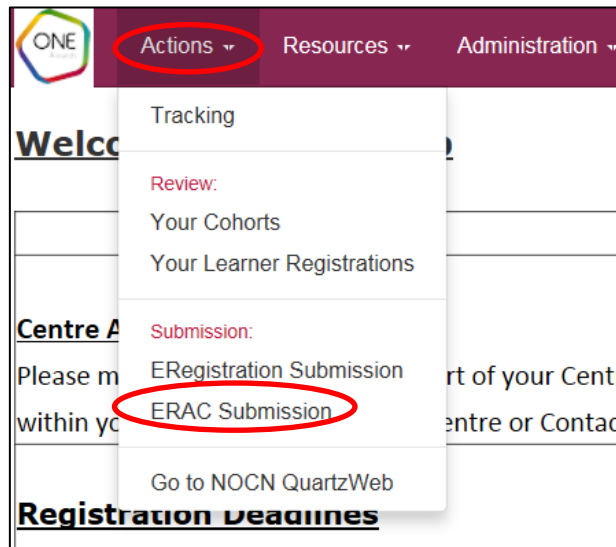 ONE
Actions
Resources
Administration
Tracking
Welco
Review:
Your Cohorts
Your Learner Registrations
Centre A
Submission:
Please m
ERegistration Submission
rt of your Cent
within yo
ERAC Submission
entre or Contac
Go to NOCN QuartzWeb
Registration Deadlines